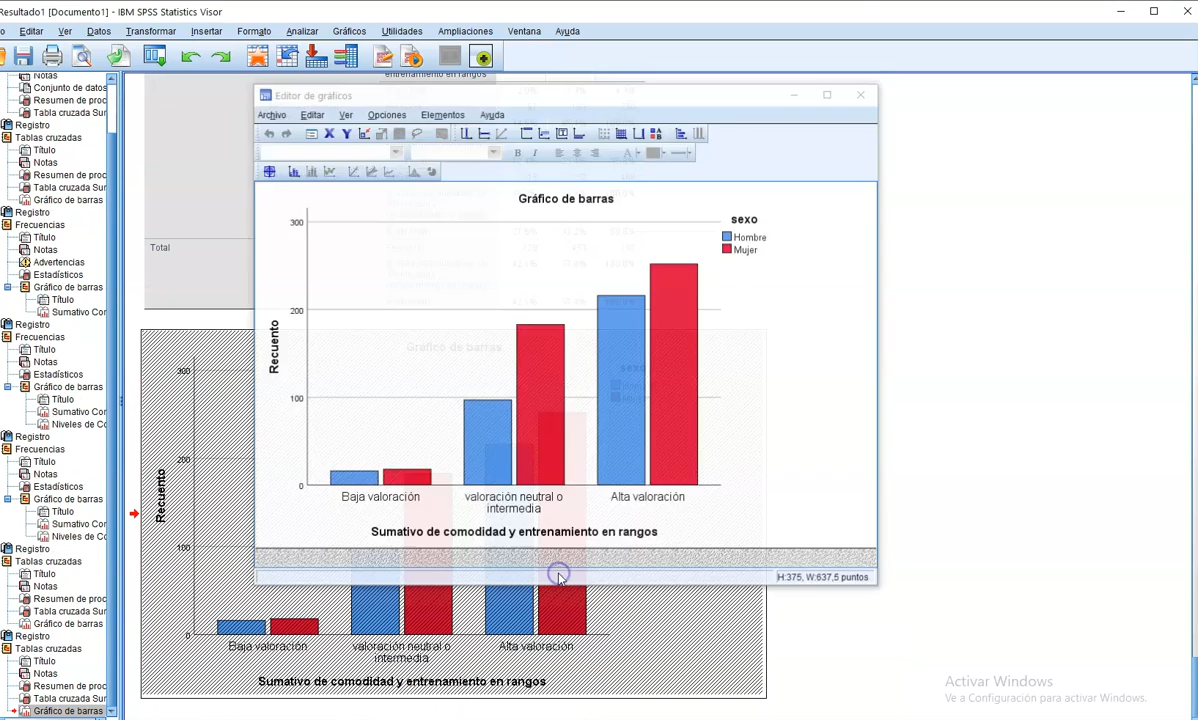 Resultado1 [Documento1] - IBM SPSS Statistics Visor
o Editar Ver Datos Transformar Insertar Formato Analizar Gráficos Utilidades Ampliaciones Ventana Ayuda
Notas
Conjunto de datos
Resumen de proc
Tabla cruzada Sur
Registro
Tablas cruzadas
Título
Notas
Resumen de proc
Tabla cruzada Sur
Gráfico de barras
Registro
Frecuencias
Título
Notas
Advertencias
Estadísticos
Gráfico de barras
Título
Sumativo Cor
Registro
Frecuencias
Título
Notas
Estadísticos
Gráfico de barras
Título
Sumativo Cor
Niveles de Co
Registro
Frecuencias
Título
Notas
Estadísticos
Gráfico de barras
Título
Sumativo Cor
Niveles de Co
Registro
Tablas cruzadas
Título
Notas
Resumen de proc
Tabla cruzada Sur
Gráfico de barras
Registro
Tablas cruzadas
Título
Notas
Resumen de proc
Tabla cruzada Sur
Gráfico de barras
entrenamiento en rangos
Total
Editor de gráficos
Archivo Editar Ver Opciones Elementos Ayuda
Gráfico de barras
sexo
Hombre
Mujer
300
200
100
0
Recuento
Baja valoración
valoración neutral o
intermedia
Alta valoración
Sumativo de comodidad y entrenamiento en rangos
H:375, W:637,5 puntos
Gráfico de barras
sexo
300
200
100
0
Recuento
Baja valoración
valoración neutral o
intermedia
Alta valoración
Sumativo de comodidad y entrenamiento en rangos
Activar Windows
Ve a Configuración para activar Windows.